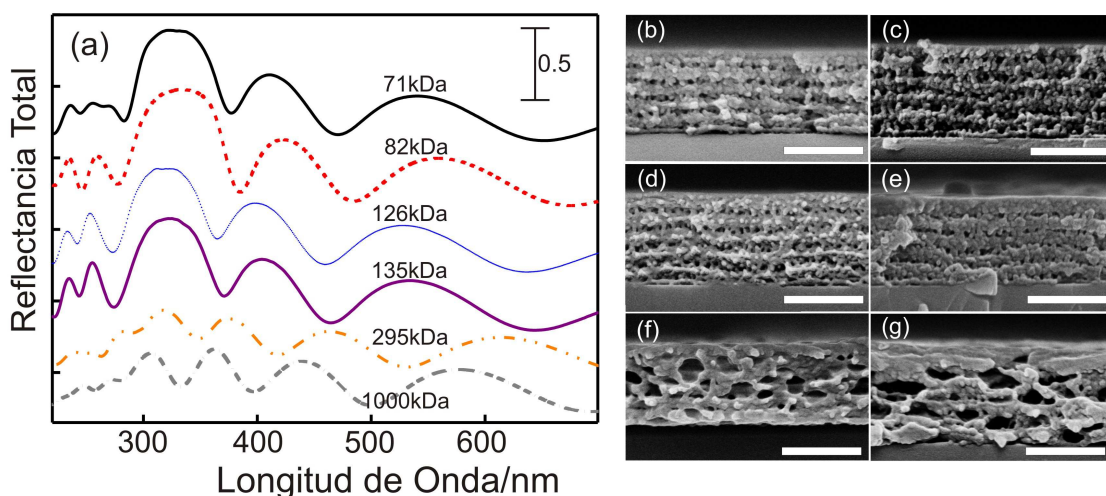 (a)
0.5
71kDa
82kDa
126kDa
135kDa
295kDa
1000kDa
Reflectancia Total
300 400 500 600
Longitud de Onda/nm
(b)
(c)
(d)
(e)
(f)
(g)